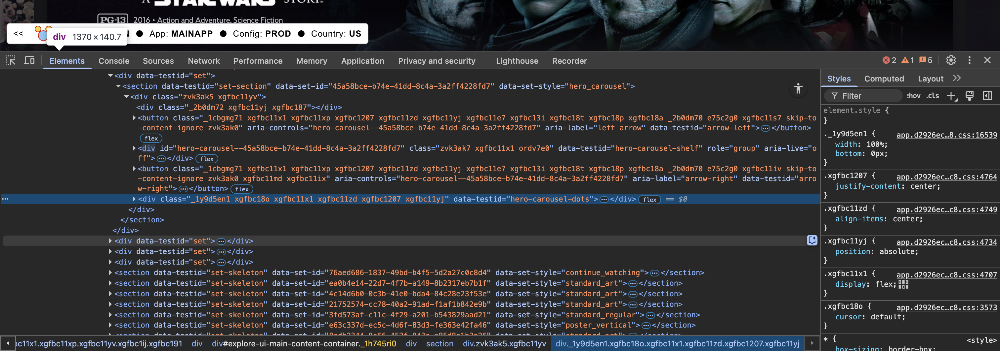 A STAR WARS STORY™
PG-13 2016 • Action and Adventure, Science Fiction
<< App: MAINAPP ● Config: PROD ● Country: US
div 1370 × 140.7
Elements Console Sources Network Performance Memory Application Privacy and security Lighthouse Recorder 2 1 5
<div data-testid="set">
<section data-testid="set-section" data-set-id="45a58bce-b74e-41dd-8c4a-3a2ff4228fd7" data-set-style="hero_carousel">
<div class="zvk3ak5 xgfbc11yv">
<div class="_2b0dm72 xgfbc11yj xgfbc187"></div>
<button class="_1cbgmg71 xgfbc11x1 xgfbc11xp xgfbc1207 xgfbc11zd xgfbc11yj xgfbc11e7 xgfbc13i xgfbc18t xgfbc18p xgfbc18a _2b0dm70 e75c2g0 xgfbc11s7 skip-to
-content-ignore zvk3ak0" aria-controls="hero-carousel--45a58bce-b74e-41dd-8c4a-3a2ff4228fd7" aria-label="left arrow" data-testid="arrow-left">…</button>
flex
<div id="hero-carousel--45a58bce-b74e-41dd-8c4a-3a2ff4228fd7" class="zvk3ak7 xgfbc11x1 ordv7e0" data-testid="hero-carousel-shelf" role="group" aria-live="o
ff">…</div> flex
<button class="_1cbgmg71 xgfbc11x1 xgfbc11xp xgfbc1207 xgfbc11zd xgfbc11yj xgfbc11e7 xgfbc13i xgfbc18t xgfbc18p xgfbc18a _2b0dm70 e75c2g0 xgfbc11iv skip-to
-content-ignore zvk3ak0 xgfbc11md xgfbc11ix" aria-controls="hero-carousel--45a58bce-b74e-41dd-8c4a-3a2ff4228fd7" aria-label="arrow-right" data-testid="arro
w-right">…</button> flex
… <div class="_1y9d5en1 xgfbc18o xgfbc11x1 xgfbc11zd xgfbc1207 xgfbc11yj" data-testid="hero-carousel-dots">…</div> flex == $0
</div>
</section>
</div>
<div data-testid="set">…</div>
<div data-testid="set">…</div>
<div data-testid="set">…</div>
<section data-testid="set-skeleton" data-set-id="76aed686-1837-49bd-b4f5-5d2a27c0c8d4" data-set-style="continue_watching">…</section>
<section data-testid="set-skeleton" data-set-id="ea0b4e14-22d7-4f7b-a149-8b2317eb7b1f" data-set-style="standard_art">…</section>
<section data-testid="set-skeleton" data-set-id="4c14d6b0-0c3b-41e0-bda4-84c28e23f53e" data-set-style="standard_art">…</section>
<section data-testid="set-skeleton" data-set-id="21752574-cc78-40a2-91ad-f1af1b842e9b" data-set-style="standard_art">…</section>
<section data-testid="set-skeleton" data-set-id="3fd573af-c11c-4f29-a201-b543829aad21" data-set-style="standard_regular">…</section>
<section data-testid="set-skeleton" data-set-id="e63c337d-ec5c-4d6f-83d3-fe363e42fa46" data-set-style="poster_vertical">…</section>
c11x1.xgfbc11xp.xgfbc11yv.xgfbc1ij.xgfbc191 div div#explore-ui-main-content-container._1h745ri0 div section div.zvk3ak5.xgfbc11yv div._1y9d5en1.xgfbc18o.xgfbc11x1.xgfbc11zd.xgfbc1207.xgfbc11yj
Styles Computed Layout >>
Filter :hov .cls +
element.style {
}
._1y9d5en1 { app.d2926ec…8.css:16539
width: 100%;
bottom: 0px;
}
.xgfbc1207 { app.d2926ec…c8.css:4764
justify-content: center;
}
.xgfbc11zd { app.d2926ec…c8.css:4749
align-items: center;
}
.xgfbc11yj { app.d2926ec…c8.css:4734
position: absolute;
}
.xgfbc11x1 { app.d2926ec…c8.css:4707
display: flex;
}
.xgfbc18o { app.d2926ec…c8.css:3573
cursor: default;
}
* { <style>
box-sizing: border-box;